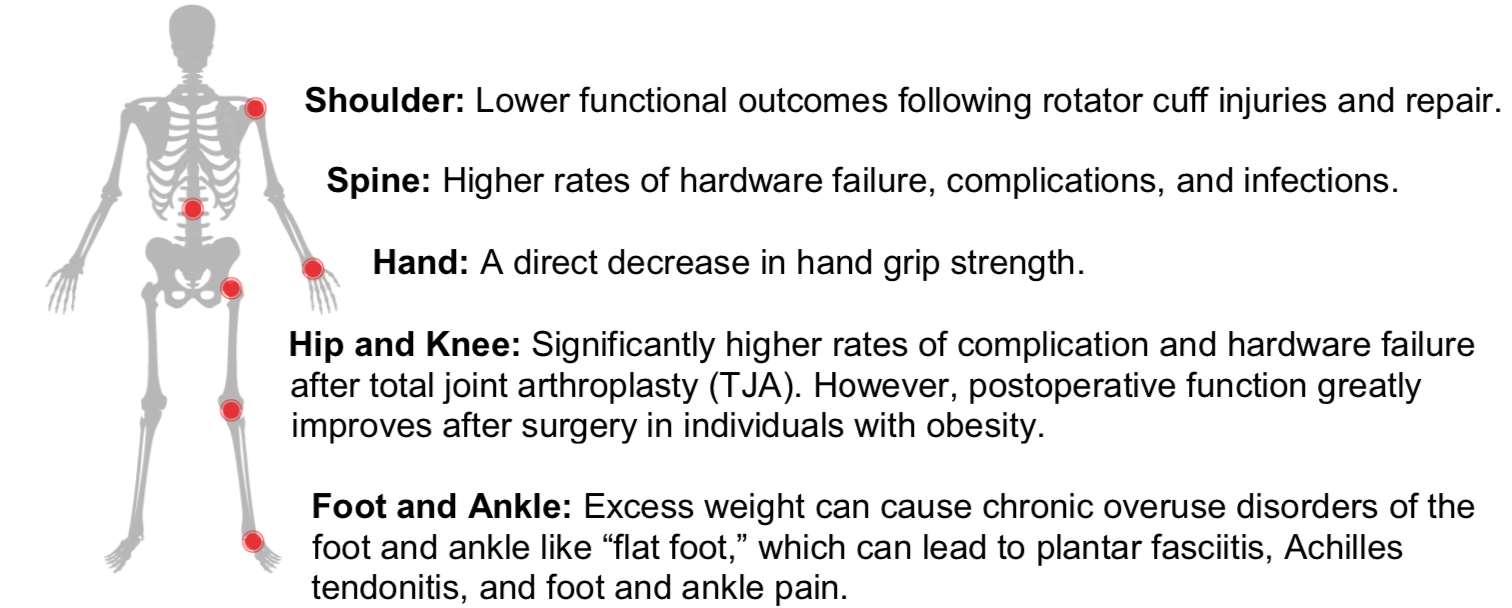 Shoulder: Lower functional outcomes following rotator cuff injuries and repair.
Spine: Higher rates of hardware failure, complications, and infections.
Hand: A direct decrease in hand grip strength.
Hip and Knee: Significantly higher rates of complication and hardware failure
after total joint arthroplasty (TJA). However, postoperative function greatly
improves after surgery in individuals with obesity.
Foot and Ankle: Excess weight can cause chronic overuse disorders of the
foot and ankle like “flat foot,” which can lead to plantar fasciitis, Achilles
tendonitis, and foot and ankle pain.